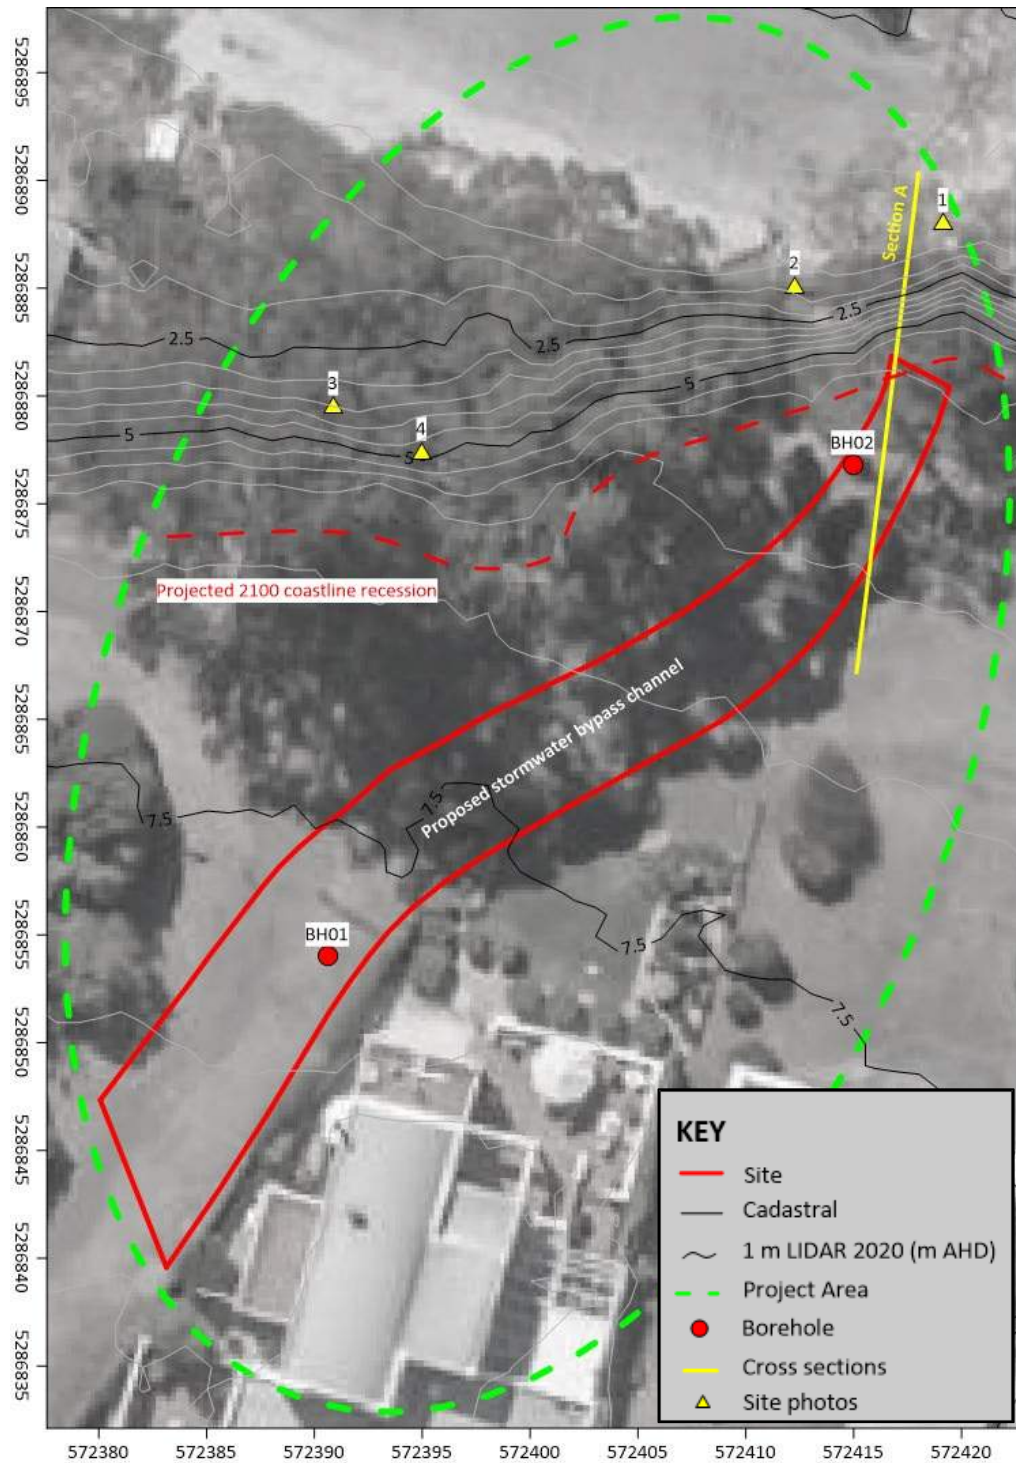 5286895
5286890
5286885
5286880
5286875
5286870
5286865
5286860
5286855
5286850
5286845
5286840
5286835
1
Section A
2
2.5
2.5
2.5
3
5
4
5
5
BH02
Projected 2100 coastline recession
Proposed stormwater bypass channel
7.5
7.5
BH01
7.5
7.5
KEY
Site
Cadastral
1 m LIDAR 2020 (m AHD)
Project Area
Borehole
Cross sections
Site photos
572380 572385 572390 572395 572400 572405 572410 572415 572420